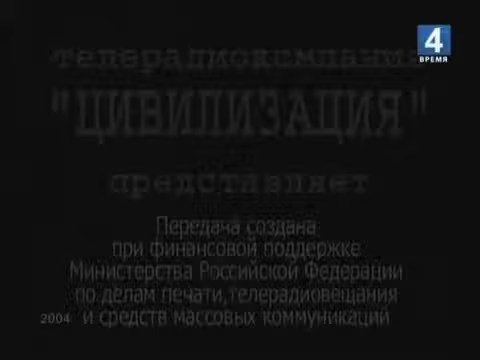 4
ВРЕМЯ
телерадиокомпания
"ЦИВИЛИЗАЦИЯ"
представляет
Передача создана
при финансовой поддержке
Министерства Российской Федерации
по делам печати, телерадиовещания
и средств массовых коммуникаций
2004